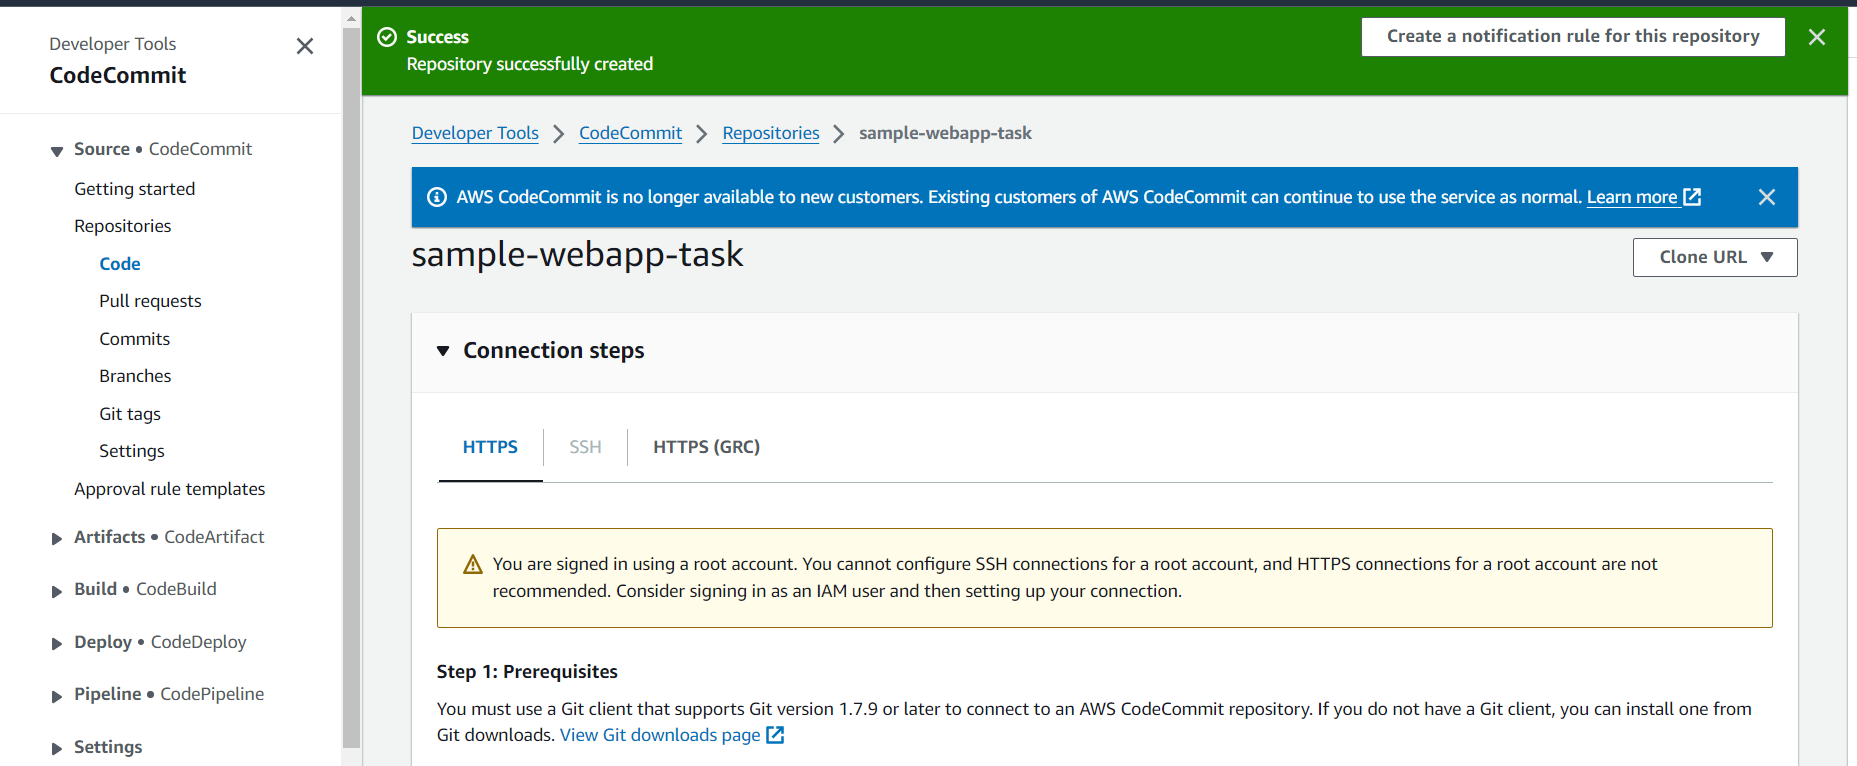 Developer Tools
CodeCommit
Source • CodeCommit
Getting started
Repositories
Code
Pull requests
Commits
Branches
Git tags
Settings
Approval rule templates
Artifacts • CodeArtifact
Build • CodeBuild
Deploy • CodeDeploy
Pipeline • CodePipeline
Settings
Success
Repository successfully created
Create a notification rule for this repository
Developer Tools > CodeCommit > Repositories > sample-webapp-task
AWS CodeCommit is no longer available to new customers. Existing customers of AWS CodeCommit can continue to use the service as normal. Learn more
sample-webapp-task
Clone URL
Connection steps
HTTPS
SSH
HTTPS (GRC)
You are signed in using a root account. You cannot configure SSH connections for a root account, and HTTPS connections for a root account are not
recommended. Consider signing in as an IAM user and then setting up your connection.
Step 1: Prerequisites
You must use a Git client that supports Git version 1.7.9 or later to connect to an AWS CodeCommit repository. If you do not have a Git client, you can install one from
Git downloads. View Git downloads page